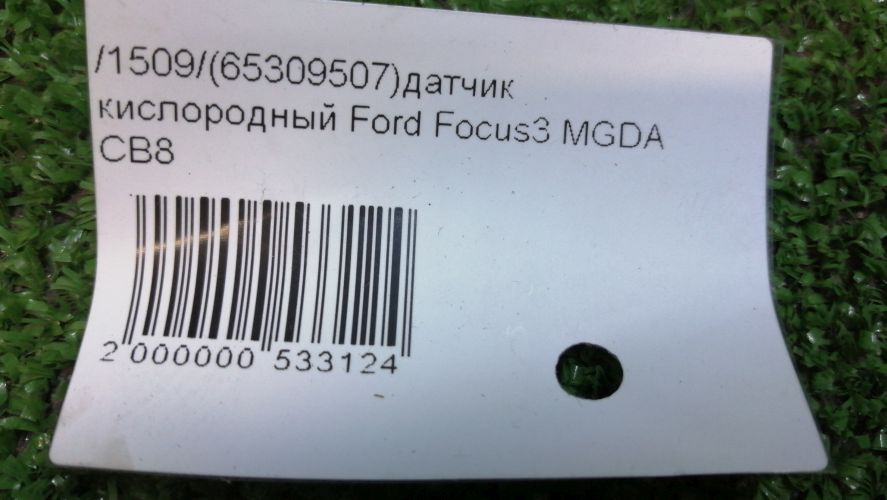 /1509/(65309507)датчик
кислородный Ford Focus3 MGDA
CB8
2 000000 533124